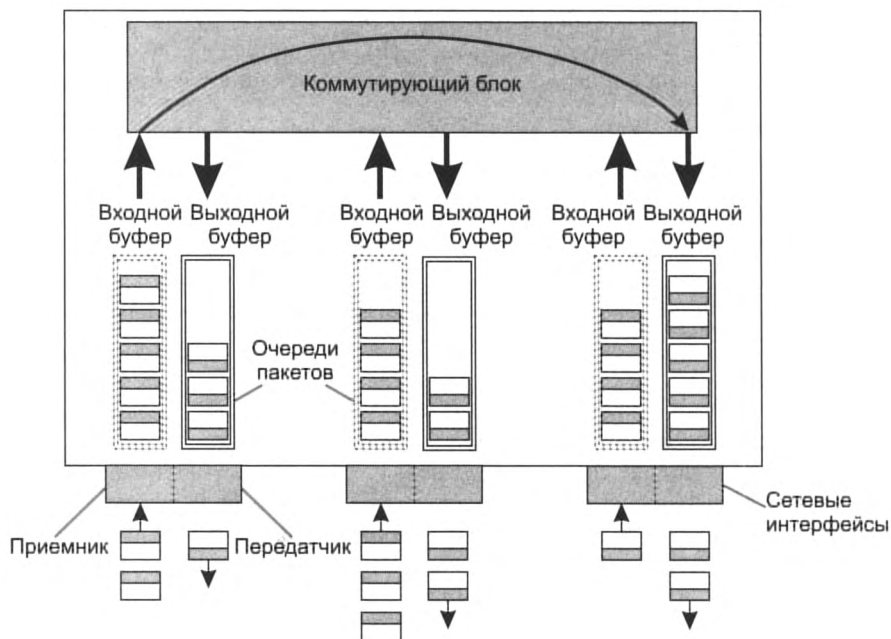 Коммутирующий блок
Входной буфер
Выходной буфер
Входной буфер
Выходной буфер
Входной буфер
Выходной буфер
Очереди пакетов
Приемник
Передатчик
Сетевые интерфейсы